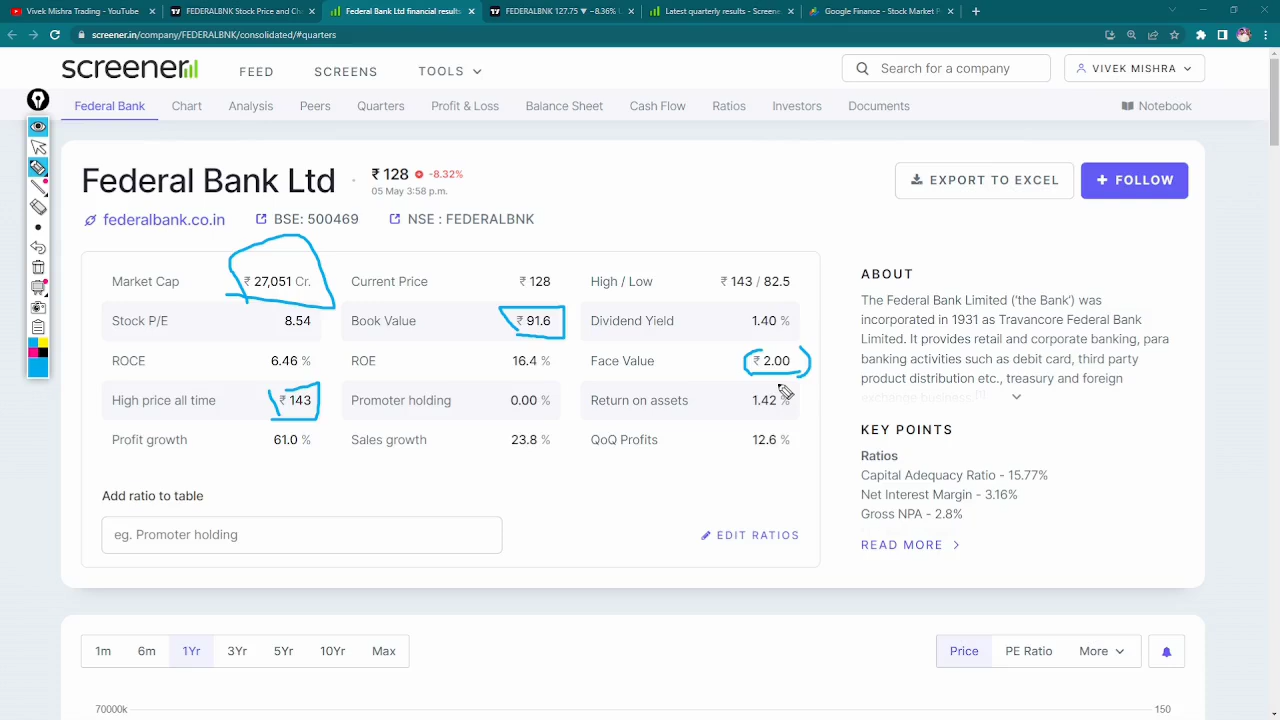 Vivek Mishra Trading - YouTube
FEDERALBNK Stock Price and Ch
Federal Bank Ltd financial results
FEDERALBNK 127.75 ▼ −8.36%
Latest quarterly results - Screene
Google Finance - Stock Market P
screener.in/company/FEDERALBNK/consolidated/#quarters
screener
FEED
SCREENS
TOOLS
Search for a company
VIVEK MISHRA
Federal Bank
Chart
Analysis
Peers
Quarters
Profit & Loss
Balance Sheet
Cash Flow
Ratios
Investors
Documents
Notebook
Federal Bank Ltd
₹ 128 -8.32%
05 May 3:58 p.m.
EXPORT TO EXCEL
FOLLOW
federalbank.co.in
BSE: 500469
NSE : FEDERALBNK
Market Cap ₹ 27,051 Cr.
Current Price ₹ 128
High / Low ₹ 143 / 82.5
Stock P/E 8.54
Book Value ₹ 91.6
Dividend Yield 1.40 %
ROCE 6.46 %
ROE 16.4 %
Face Value ₹ 2.00
High price all time ₹ 143
Promoter holding 0.00 %
Return on assets 1.42 %
Profit growth 61.0 %
Sales growth 23.8 %
QoQ Profits 12.6 %
Add ratio to table
eg. Promoter holding
EDIT RATIOS
ABOUT
The Federal Bank Limited ('the Bank') was
incorporated in 1931 as Travancore Federal Bank
Limited. It provides retail and corporate banking, para
banking activities such as debit card, third party
product distribution etc., treasury and foreign
exchange business.[1]
KEY POINTS
Ratios
Capital Adequacy Ratio - 15.77%
Net Interest Margin - 3.16%
Gross NPA - 2.8%
READ MORE
1m
6m
1Yr
3Yr
5Yr
10Yr
Max
Price
PE Ratio
More
70000k
150